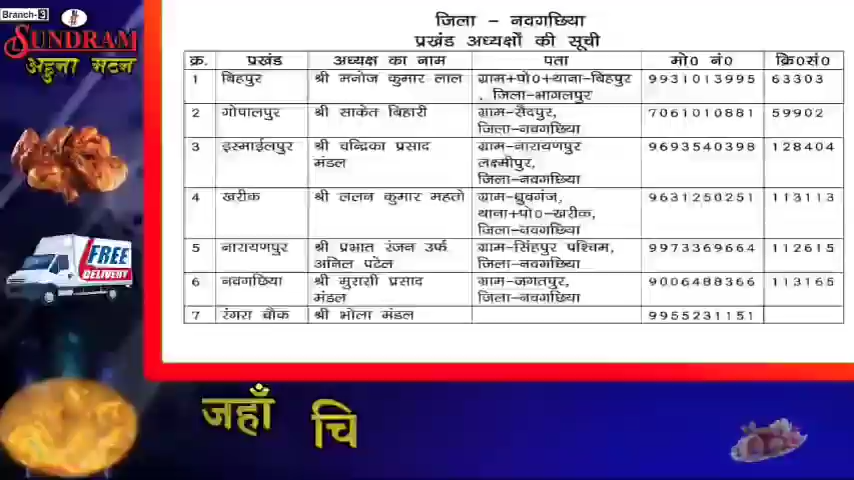 Branch-3
SUNDRAM
अहुना मटन
FREE
DELIVERY
जिला - नवगछिया
प्रखंड अध्यक्षों की सूची
क्र. प्रखंड अध्यक्ष का नाम पता मो0 नं0 क्रि0सं0
1 बिहपुर श्री मनोज कुमार लाल ग्राम+पो0+थाना-बिहपुर 9931013995 63303
, जिला-भागलपुर
2 गोपालपुर श्री साकेत बिहारी ग्राम-सैदपुर, 7061010881 59902
जिला-नवगछिया
3 इस्माईलपुर श्री चन्द्रिका प्रसाद ग्राम-नारायणपुर 9693540398 128404
मंडल लक्ष्मीपुर,
जिला-नवगछिया
4 खरीक श्री ललन कुमार महतो ग्राम-ध्रुवगंज, 9631250251 113113
थाना+पो0-खरीक,
जिला-नवगछिया
5 नारायणपुर श्री प्रभात रंजन उर्फ ग्राम-सिंहपुर पश्चिम, 9973369664 112615
अनिल पटेल जिला-नवगछिया
6 नवगछिया श्री मुरासी प्रसाद ग्राम-जगतपुर, 9006488366 113165
मंडल जिला-नवगछिया
7 रंगरा चौक श्री भोला मंडल 9955231151
जहाँ चि